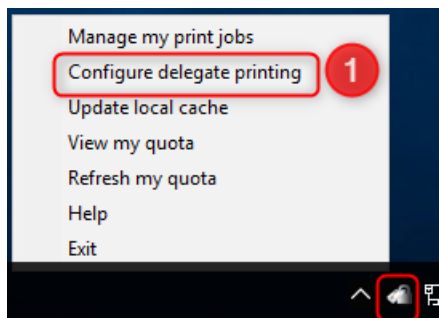 Manage my print jobs
Configure delegate printing
1
Update local cache
View my quota
Refresh my quota
Help
Exit